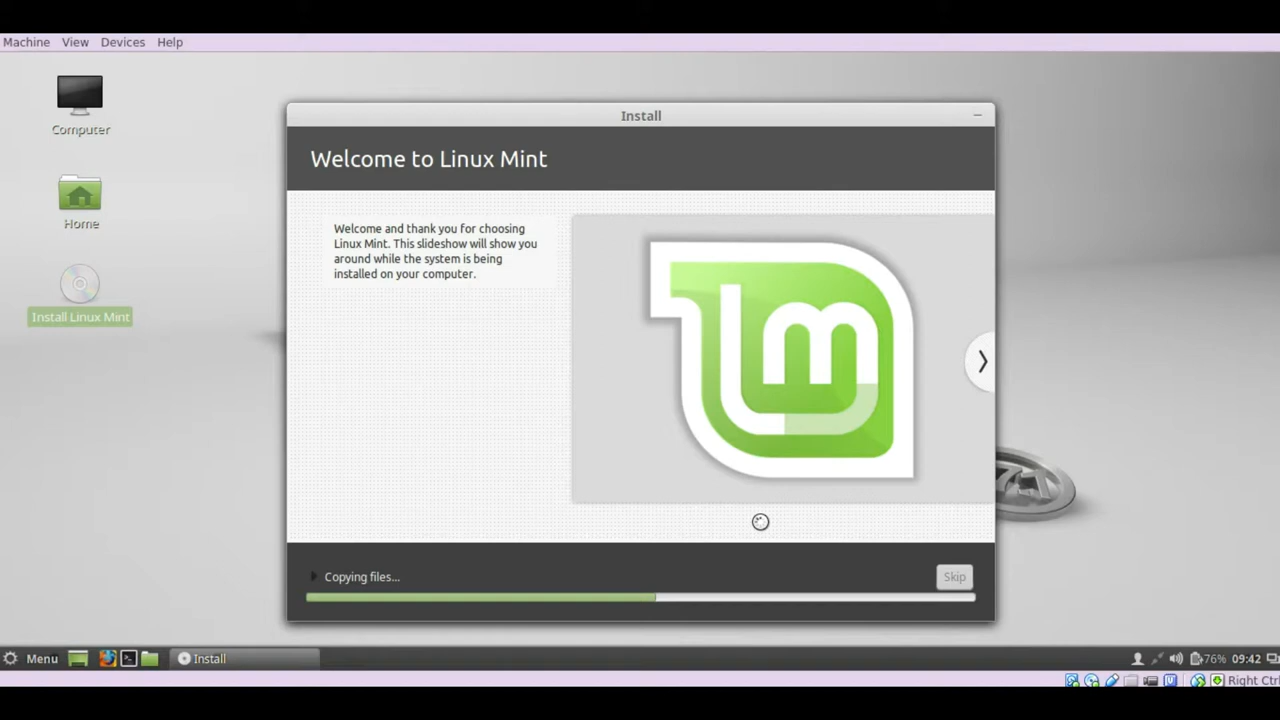 Machine View Devices Help
Computer
Home
Install Linux Mint
Install
Welcome to Linux Mint
Welcome and thank you for choosing
Linux Mint. This slideshow will show you
around while the system is being
installed on your computer.
lm
Copying files...
Skip
Menu
Install
76% 09:42
Right Ctrl